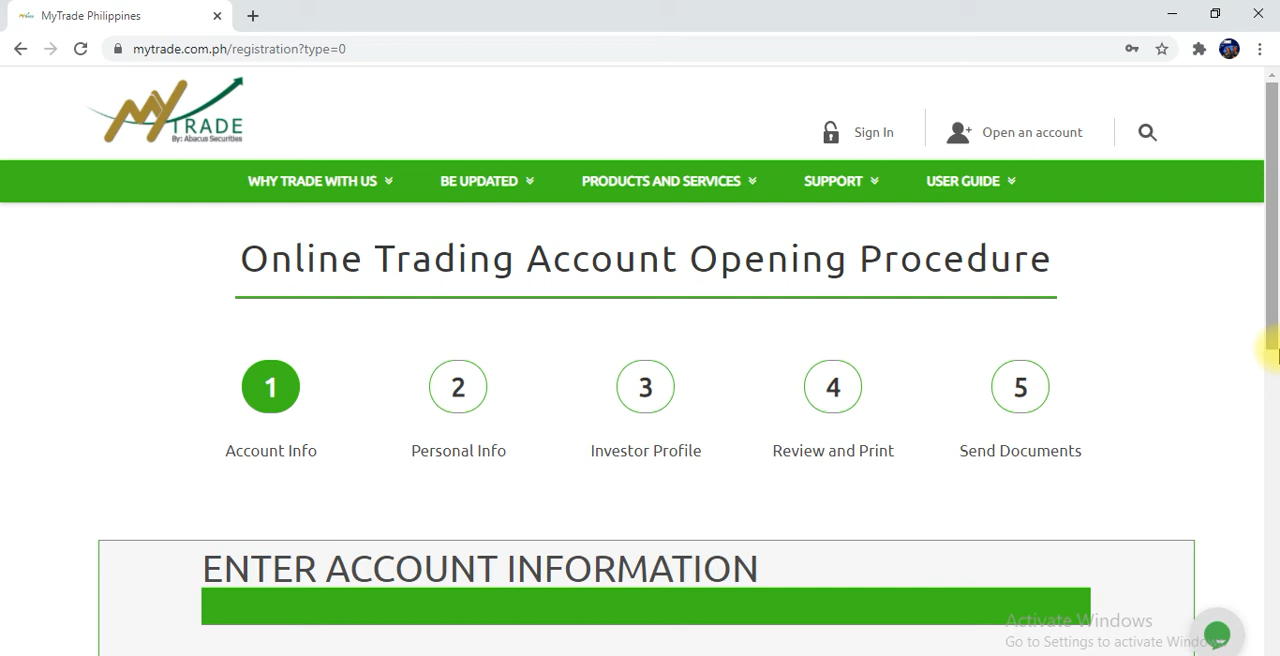 MyTrade Philippines
mytrade.com.ph/registration?type=0
MY TRADE
By: Abacus Securities
Sign In
Open an account
WHY TRADE WITH US
BE UPDATED
PRODUCTS AND SERVICES
SUPPORT
USER GUIDE
Online Trading Account Opening Procedure
1
2
3
4
5
Account Info
Personal Info
Investor Profile
Review and Print
Send Documents
ENTER ACCOUNT INFORMATION
Activate Windows
Go to Settings to activate Windows.